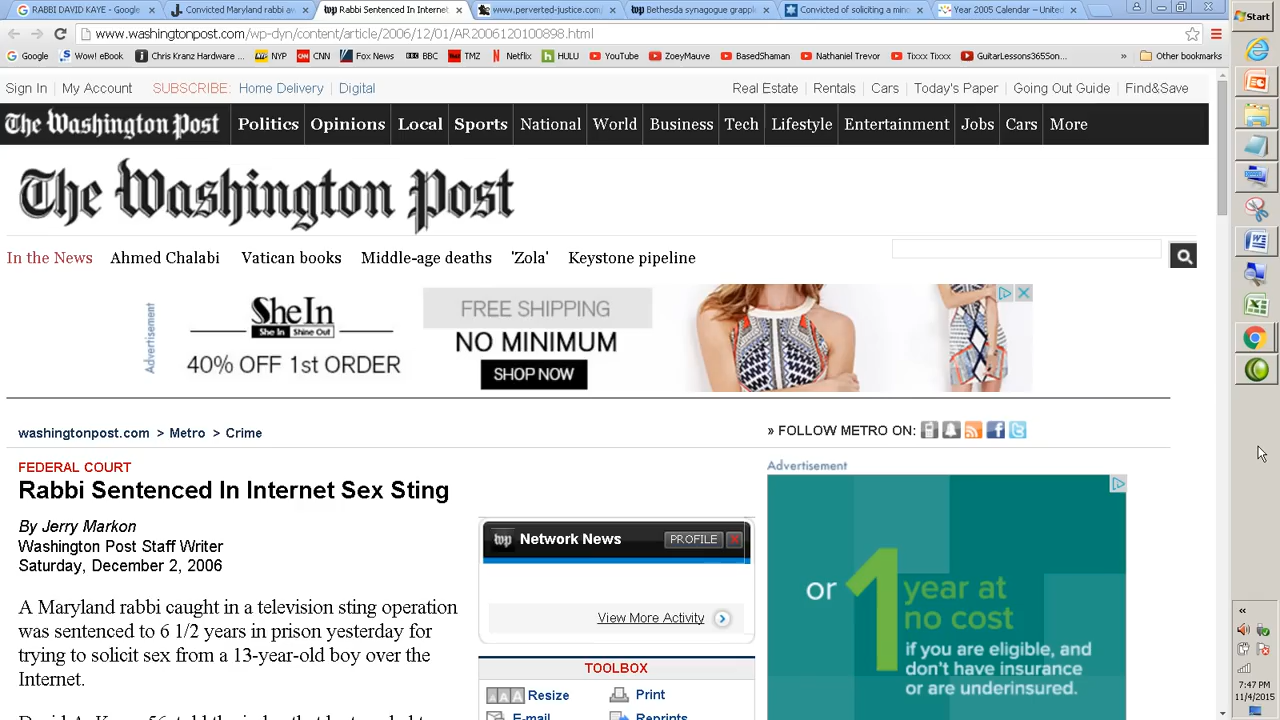 RABBI DAVID KAYE - Goog
Convicted Maryland rabbi aw
Rabbi Sentenced In Internet
www.perverted-justice.com/
Bethesda synagogue grapple
Convicted of soliciting a min
Year 2005 Calendar – United
Start
www.washingtonpost.com/wp-dyn/content/article/2006/12/01/AR2006120100898.html
Google
Wow! eBook
Chris Kranz Hardware ...
NYP
CNN
Fox News
BBC
TMZ
Netflix
HULU
YouTube
ZoeyMauve
BasedShaman
Nathaniel Trevor
Tixxx Tixxx
GuitarLessons365Son...
»
Other bookmarks
Sign In | My Account SUBSCRIBE: Home Delivery | Digital
Real Estate | Rentals | Cars | Today's Paper | Going Out Guide | Find&Save
The Washington Post Politics Opinions Local Sports National World Business Tech Lifestyle Entertainment Jobs Cars More
The Washington Post
In the News Ahmed Chalabi Vatican books Middle-age deaths 'Zola' Keystone pipeline
Advertisement
SheIn
She In Shine Out
40% OFF 1st ORDER
FREE SHIPPING
NO MINIMUM
SHOP NOW
washingtonpost.com > Metro > Crime
» FOLLOW METRO ON:
FEDERAL COURT
Rabbi Sentenced In Internet Sex Sting
By Jerry Markon
Washington Post Staff Writer
Saturday, December 2, 2006
A Maryland rabbi caught in a television sting operation
was sentenced to 6 1/2 years in prison yesterday for
trying to solicit sex from a 13-year-old boy over the
Internet.
wp Network News PROFILE X
View More Activity
TOOLBOX
AAA Resize
Print
E-mail
Reprints
Advertisement
or 1 year at
no cost
if you are eligible, and
don't have insurance
or are underinsured.
«
7:47 PM
11/4/2015